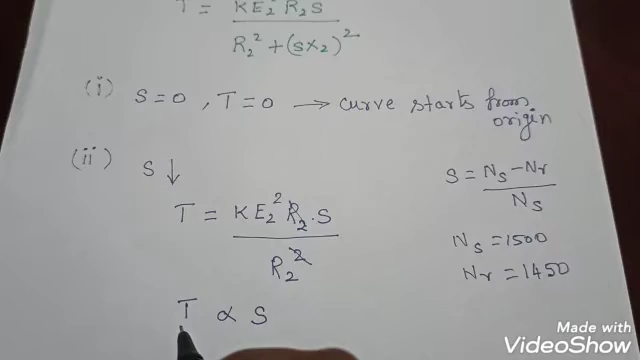 T = KE₂² R₂ S
R₂² + (SX₂)²
(i) S=0, T=0 → curve starts from
origin
(ii) S↓
S = Ns – Nr
Ns
T = KE₂² R₂. S
R₂²
Ns = 1500
Nr = 1450
T ∝ S
Made with
VideoShow